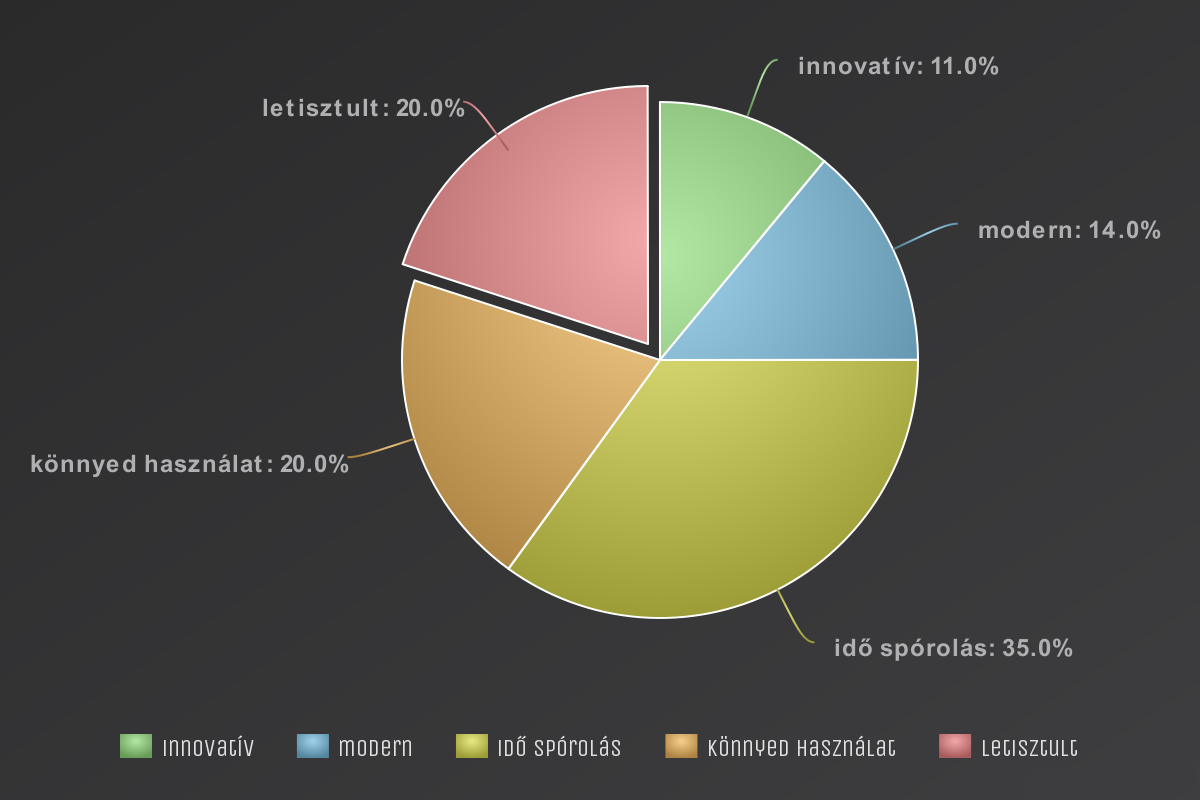 innovatív: 11.0%
letisztult: 20.0%
modern: 14.0%
könnyed használat: 20.0%
idő spórolás: 35.0%
innovatív modern idő spórolás könnyed használat letisztult